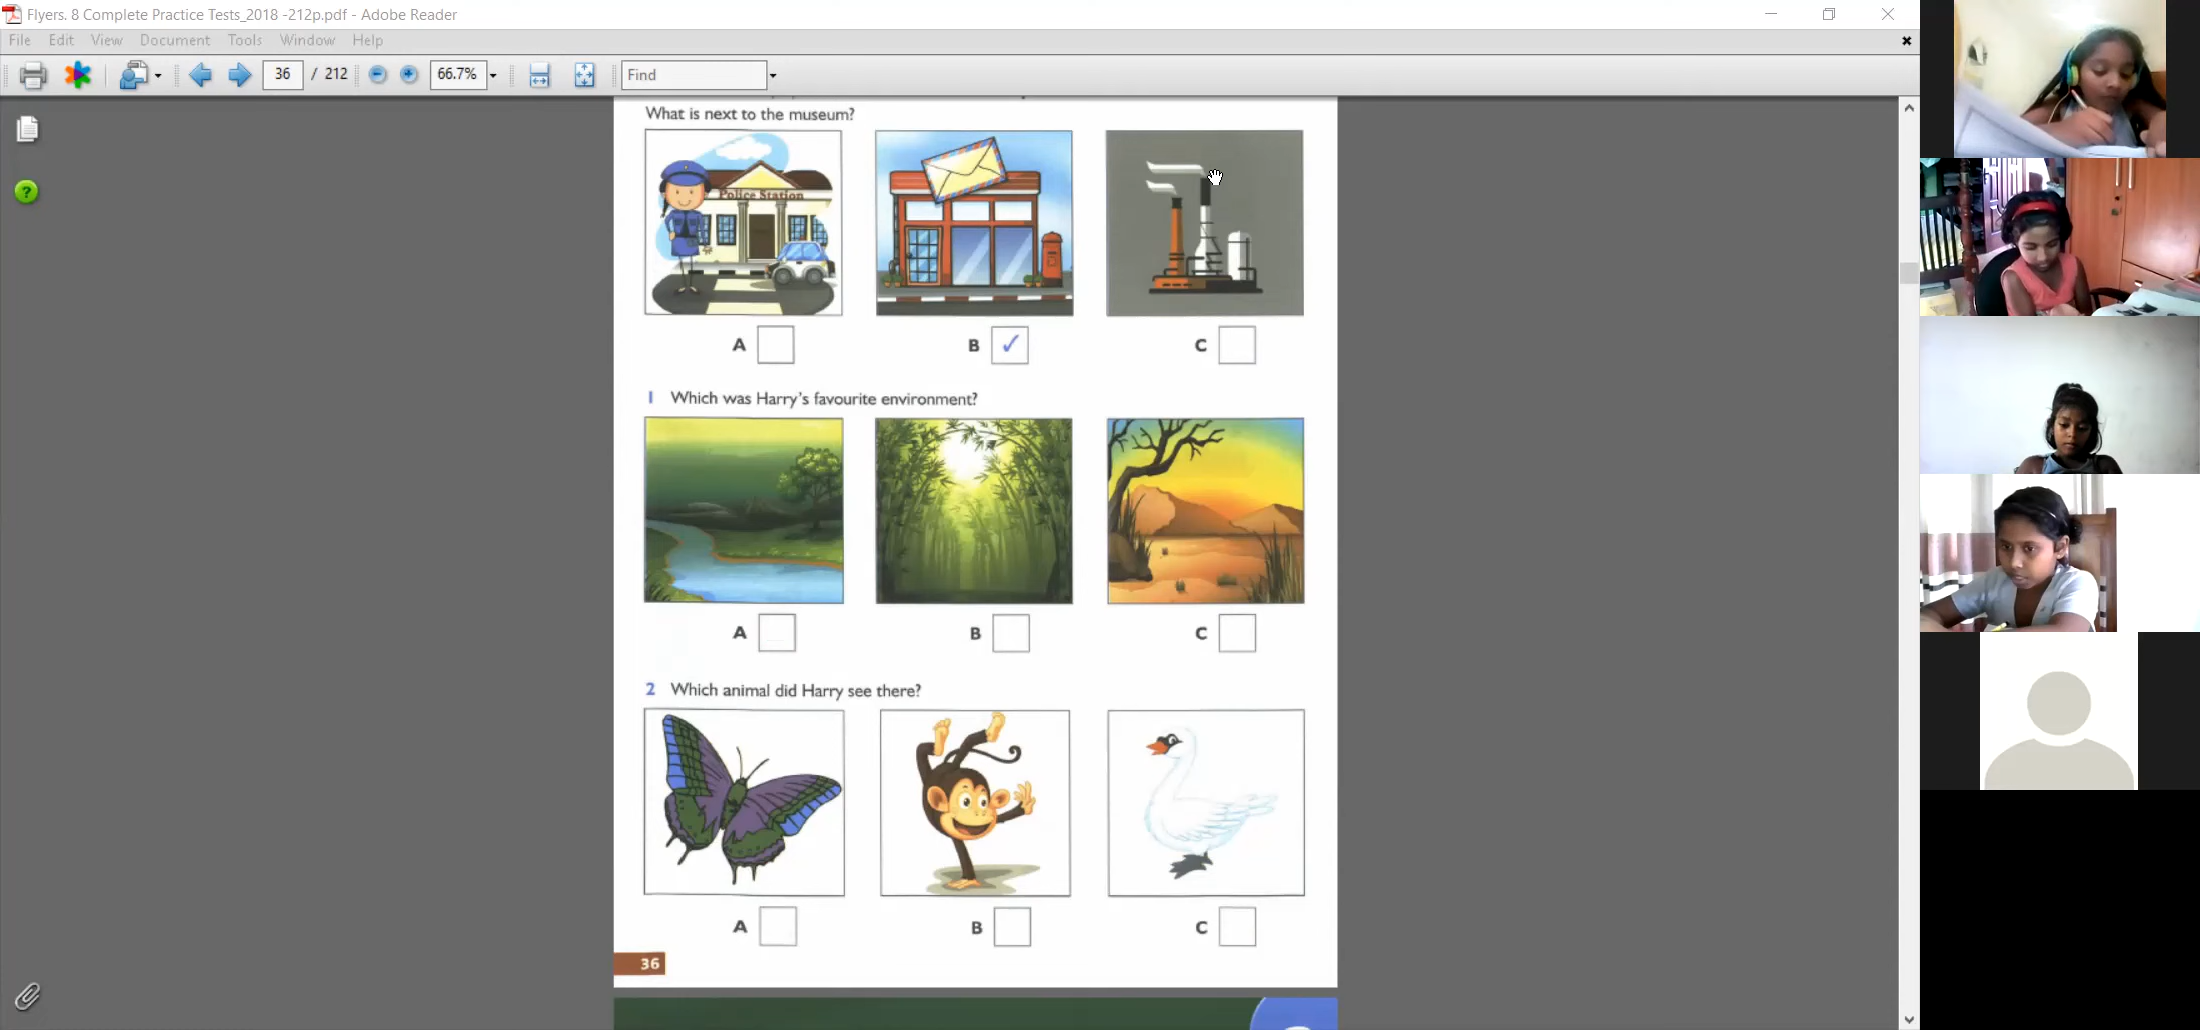 Flyers. 8 Complete Practice Tests_2018 -212p.pdf - Adobe Reader
File Edit View Document Tools Window Help
36 / 212 66.7% Find
What is next to the museum?
Police Station
A B ✓ C
1 Which was Harry's favourite environment?
A B C
2 Which animal did Harry see there?
A B C
36